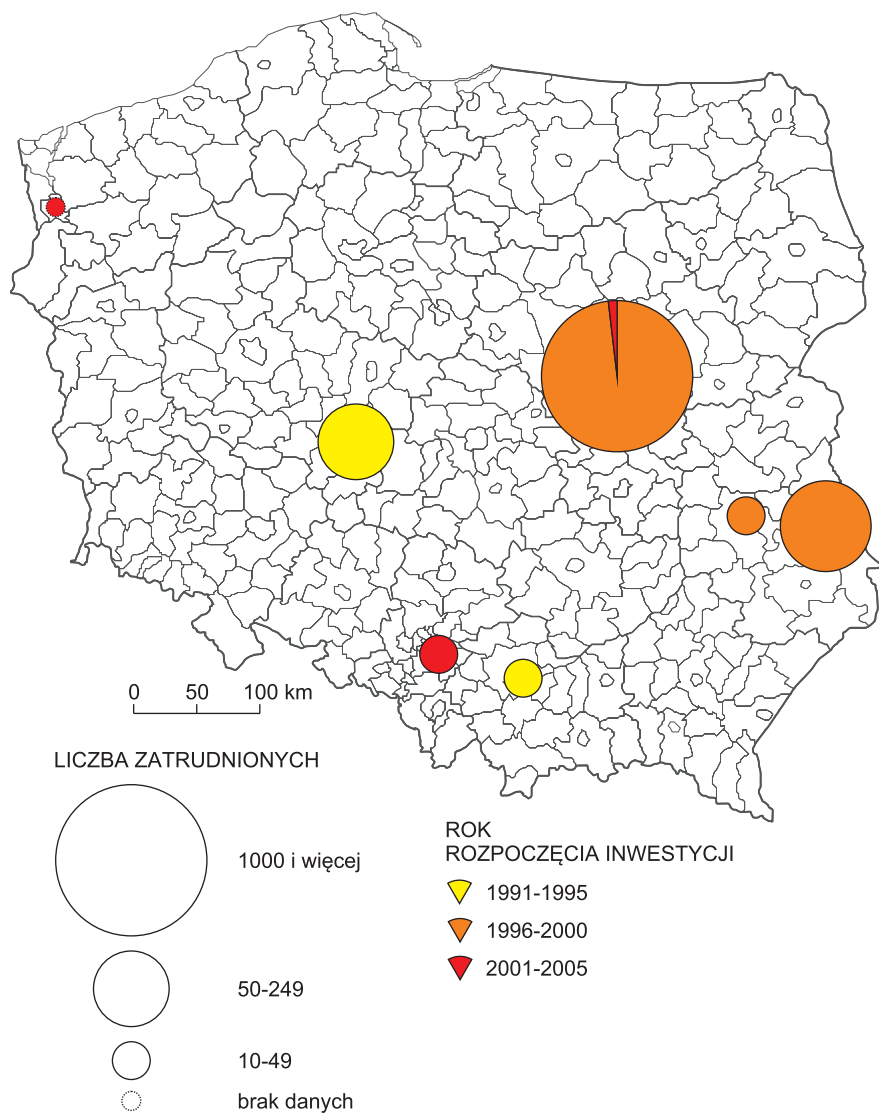 0 50 100 km
LICZBA ZATRUDNIONYCH
1000 i więcej
50-249
10-49
brak danych
ROK
ROZPOCZĘCIA INWESTYCJI
1991-1995
1996-2000
2001-2005